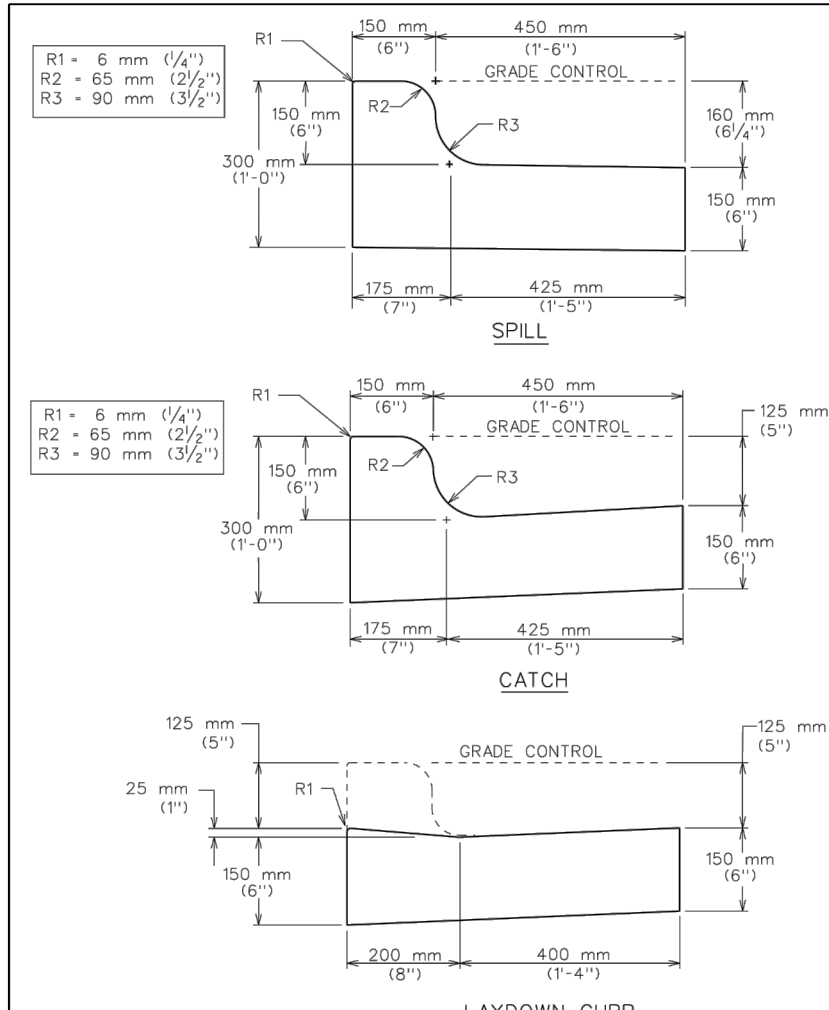 150 mm
(6")
450 mm
(1'-6")
R1
R1 = 6 mm (1/4")
R2 = 65 mm (2 1/2")
R3 = 90 mm (3 1/2")
GRADE CONTROL
R2
R3
150 mm
(6")
160 mm
(6 1/4")
300 mm
(1'-0")
150 mm
(6")
175 mm
(7")
425 mm
(1'-5")
SPILL
150 mm
(6")
450 mm
(1'-6")
R1
R1 = 6 mm (1/4")
R2 = 65 mm (2 1/2")
R3 = 90 mm (3 1/2")
125 mm
(5")
GRADE CONTROL
R2
R3
150 mm
(6")
300 mm
(1'-0")
150 mm
(6")
175 mm
(7")
425 mm
(1'-5")
CATCH
125 mm
(5")
125 mm
(5")
GRADE CONTROL
25 mm
(1")
R1
150 mm
(6")
150 mm
(6")
200 mm
(8")
400 mm
(1'-4")
LAYDOWN CURB